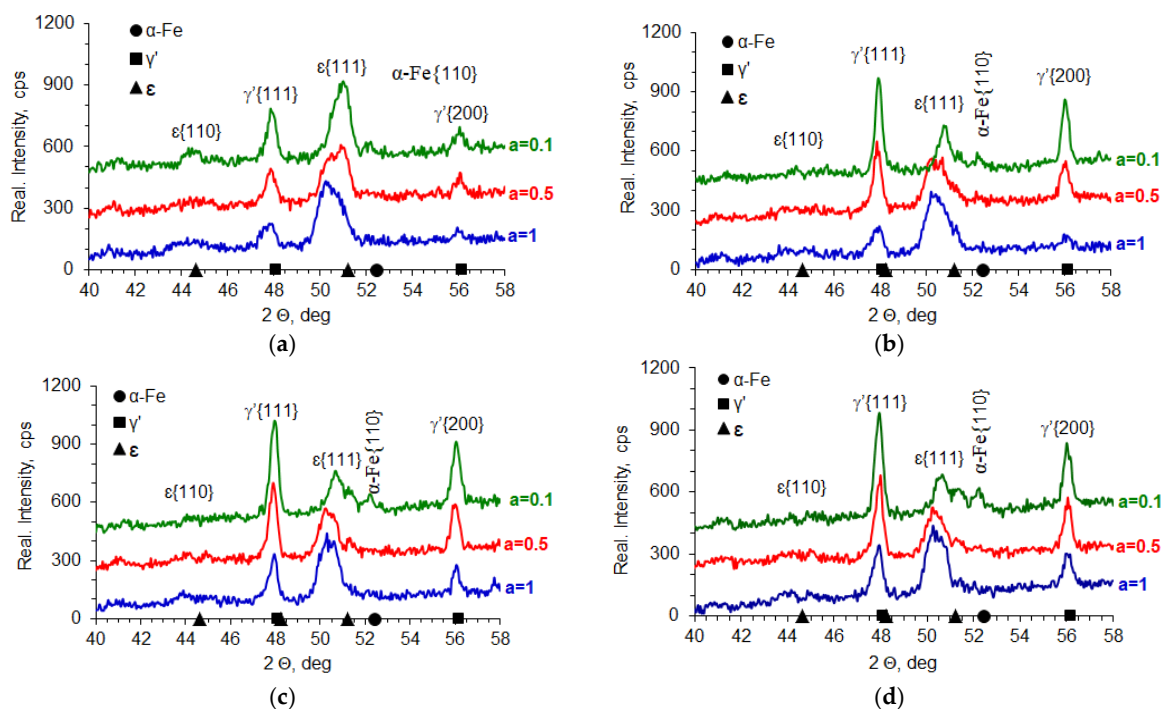 1200
900
600
300
0
Real. Intensity, cps
α-Fe
γ'
ε
ε{110}
γ'{111}
ε{111}
α-Fe{110}
γ'{200}
a=0.1
a=0.5
a=1
40 42 44 46 48 50 52 54 56 58
2 Θ, deg
(a)
1200
900
600
300
0
Real. Intensity, cps
α-Fe
γ'
ε
ε{110}
γ'{111}
ε{111}
α-Fe{110}
γ'{200}
a=0.1
a=0.5
a=1
40 42 44 46 48 50 52 54 56 58
2 Θ, deg
(b)
1200
900
600
300
0
Real. Intensity, cps
α-Fe
γ'
ε
ε{110}
γ'{111}
ε{111}
α-Fe{110}
γ'{200}
a=0.1
a=0.5
a=1
40 42 44 46 48 50 52 54 56 58
2 Θ, deg
(c)
1200
900
600
300
0
Real. Intensity, cps
α-Fe
γ'
ε
ε{110}
γ'{111}
ε{111}
α-Fe{110}
γ'{200}
a=0.1
a=0.5
a=1
40 42 44 46 48 50 52 54 56 58
2 Θ, deg
(d)